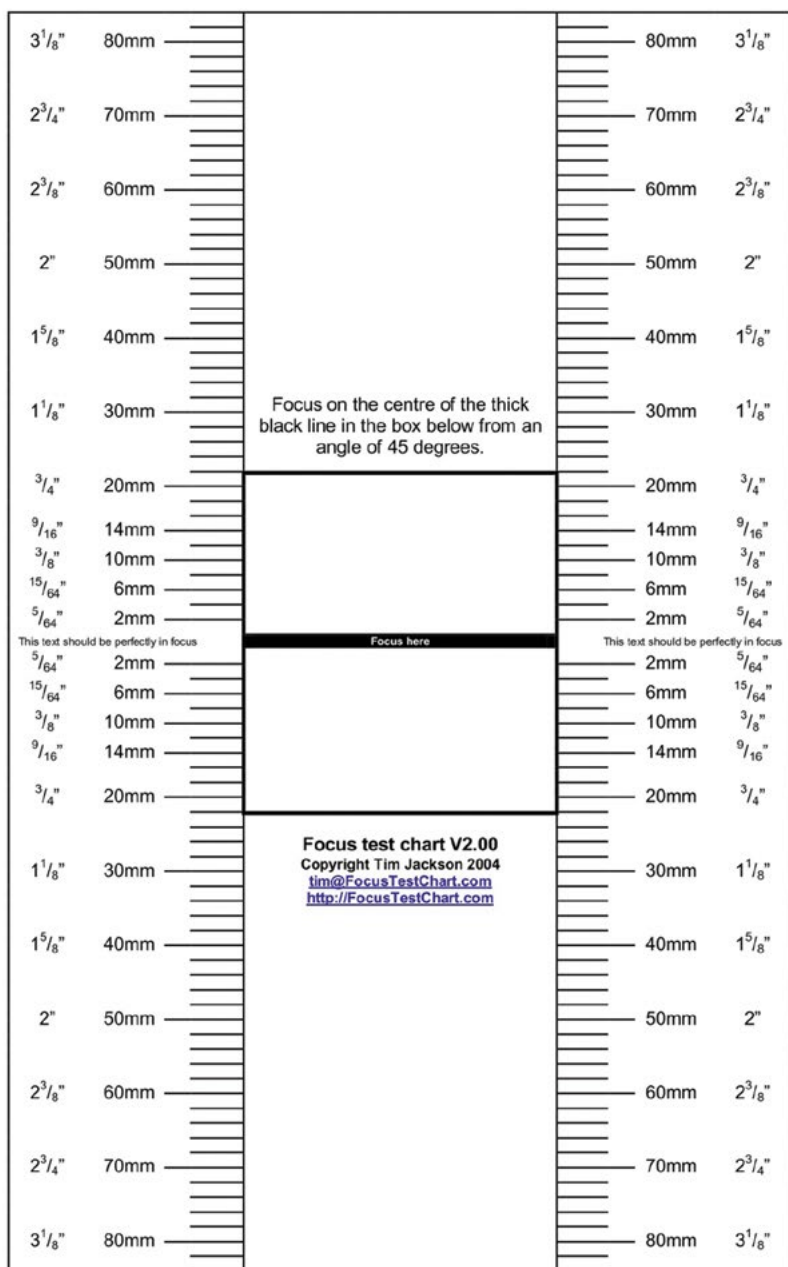 3 1/8” 80mm 80mm 3 1/8”
2 3/4” 70mm 70mm 2 3/4”
2 3/8” 60mm 60mm 2 3/8”
2” 50mm 50mm 2”
1 5/8” 40mm 40mm 1 5/8”
1 1/8” 30mm 30mm 1 1/8”
Focus on the centre of the thick
black line in the box below from an
angle of 45 degrees.
3/4” 20mm 20mm 3/4”
9/16” 14mm 14mm 9/16”
3/8” 10mm 10mm 3/8”
15/64” 6mm 6mm 15/64”
5/64” 2mm 2mm 5/64”
This text should be perfectly in focus Focus here This text should be perfectly in focus
5/64” 2mm 2mm 5/64”
15/64” 6mm 6mm 15/64”
3/8” 10mm 10mm 3/8”
9/16” 14mm 14mm 9/16”
3/4” 20mm 20mm 3/4”
Focus test chart V2.00
Copyright Tim Jackson 2004
tim@FocusTestChart.com
http://FocusTestChart.com
1 1/8” 30mm 30mm 1 1/8”
1 5/8” 40mm 40mm 1 5/8”
2” 50mm 50mm 2”
2 3/8” 60mm 60mm 2 3/8”
2 3/4” 70mm 70mm 2 3/4”
3 1/8” 80mm 80mm 3 1/8”